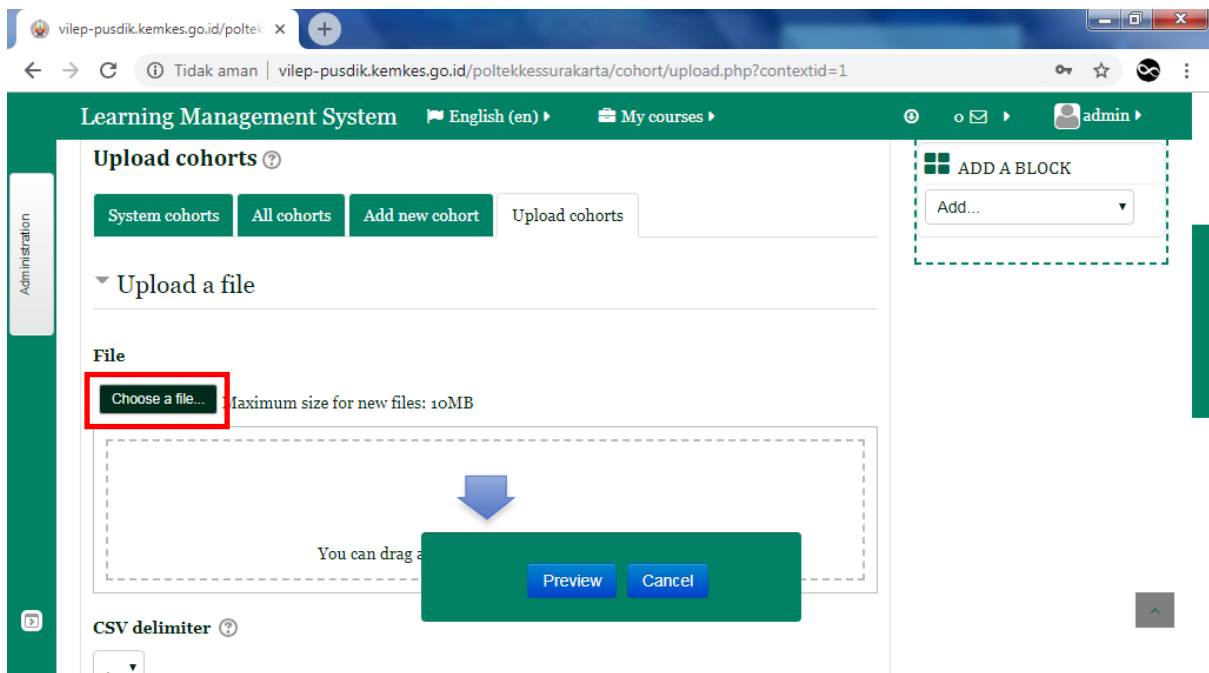 vilep-pusdik.kemkes.go.id/poltek
Tidak aman | vilep-pusdik.kemkes.go.id/poltekkessurakarta/cohort/upload.php?contextid=1
Learning Management System English (en) My courses 0 admin
Upload cohorts
System cohorts All cohorts Add new cohort Upload cohorts
ADD A BLOCK
Add...
Administration
Upload a file
File
Choose a file... Maximum size for new files: 10MB
You can drag
Preview Cancel
CSV delimiter